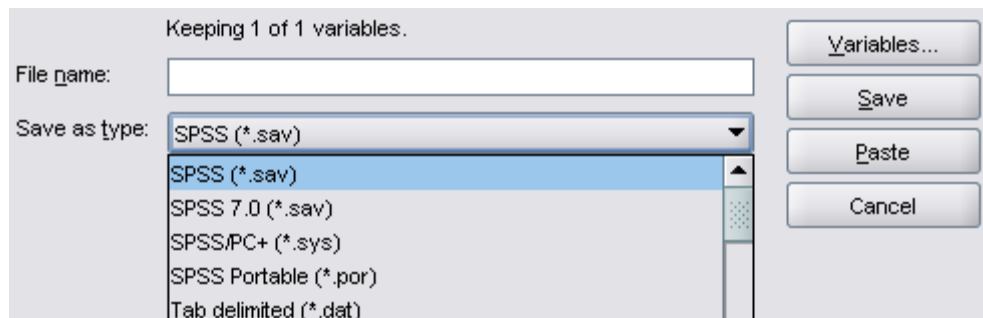 Keeping 1 of 1 variables.
Variables...
File name:
Save
Save as type: SPSS (*.sav)
Paste
SPSS (*.sav)
Cancel
SPSS 7.0 (*.sav)
SPSS/PC+ (*.sys)
SPSS Portable (*.por)
Tab delimited (*.dat)